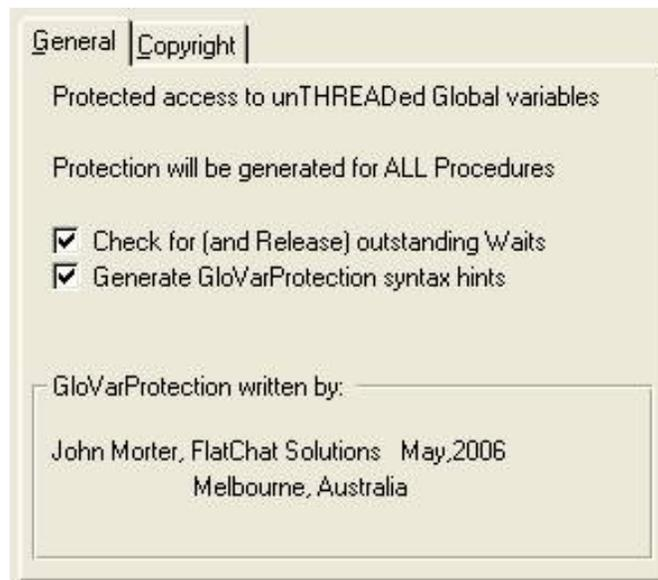 General Copyright
Protected access to unTHREADed Global variables
Protection will be generated for ALL Procedures
Check for (and Release) outstanding Waits
Generate GloVarProtection syntax hints
GloVarProtection written by:
John Morter, FlatChat Solutions May,2006
Melbourne, Australia